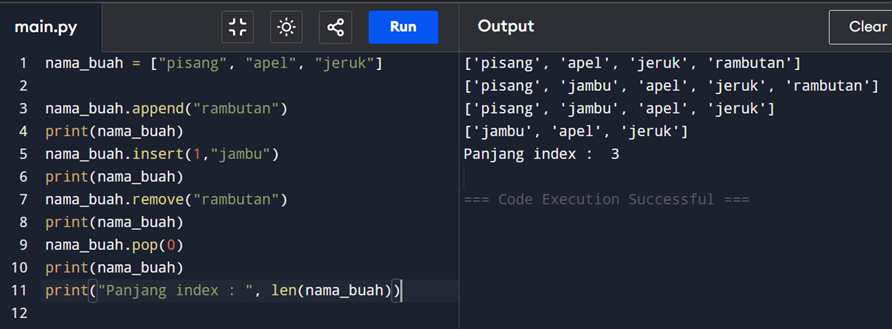 main.py
Run
Output
Clear
1 nama_buah = ["pisang", "apel", "jeruk"]
2
3 nama_buah.append("rambutan")
4 print(nama_buah)
5 nama_buah.insert(1,"jambu")
6 print(nama_buah)
7 nama_buah.remove("rambutan")
8 print(nama_buah)
9 nama_buah.pop(0)
10 print(nama_buah)
11 print("Panjang index : ", len(nama_buah))
12
['pisang', 'apel', 'jeruk', 'rambutan']
['pisang', 'jambu', 'apel', 'jeruk', 'rambutan']
['pisang', 'jambu', 'apel', 'jeruk']
['jambu', 'apel', 'jeruk']
Panjang index :  3
=== Code Execution Successful ===